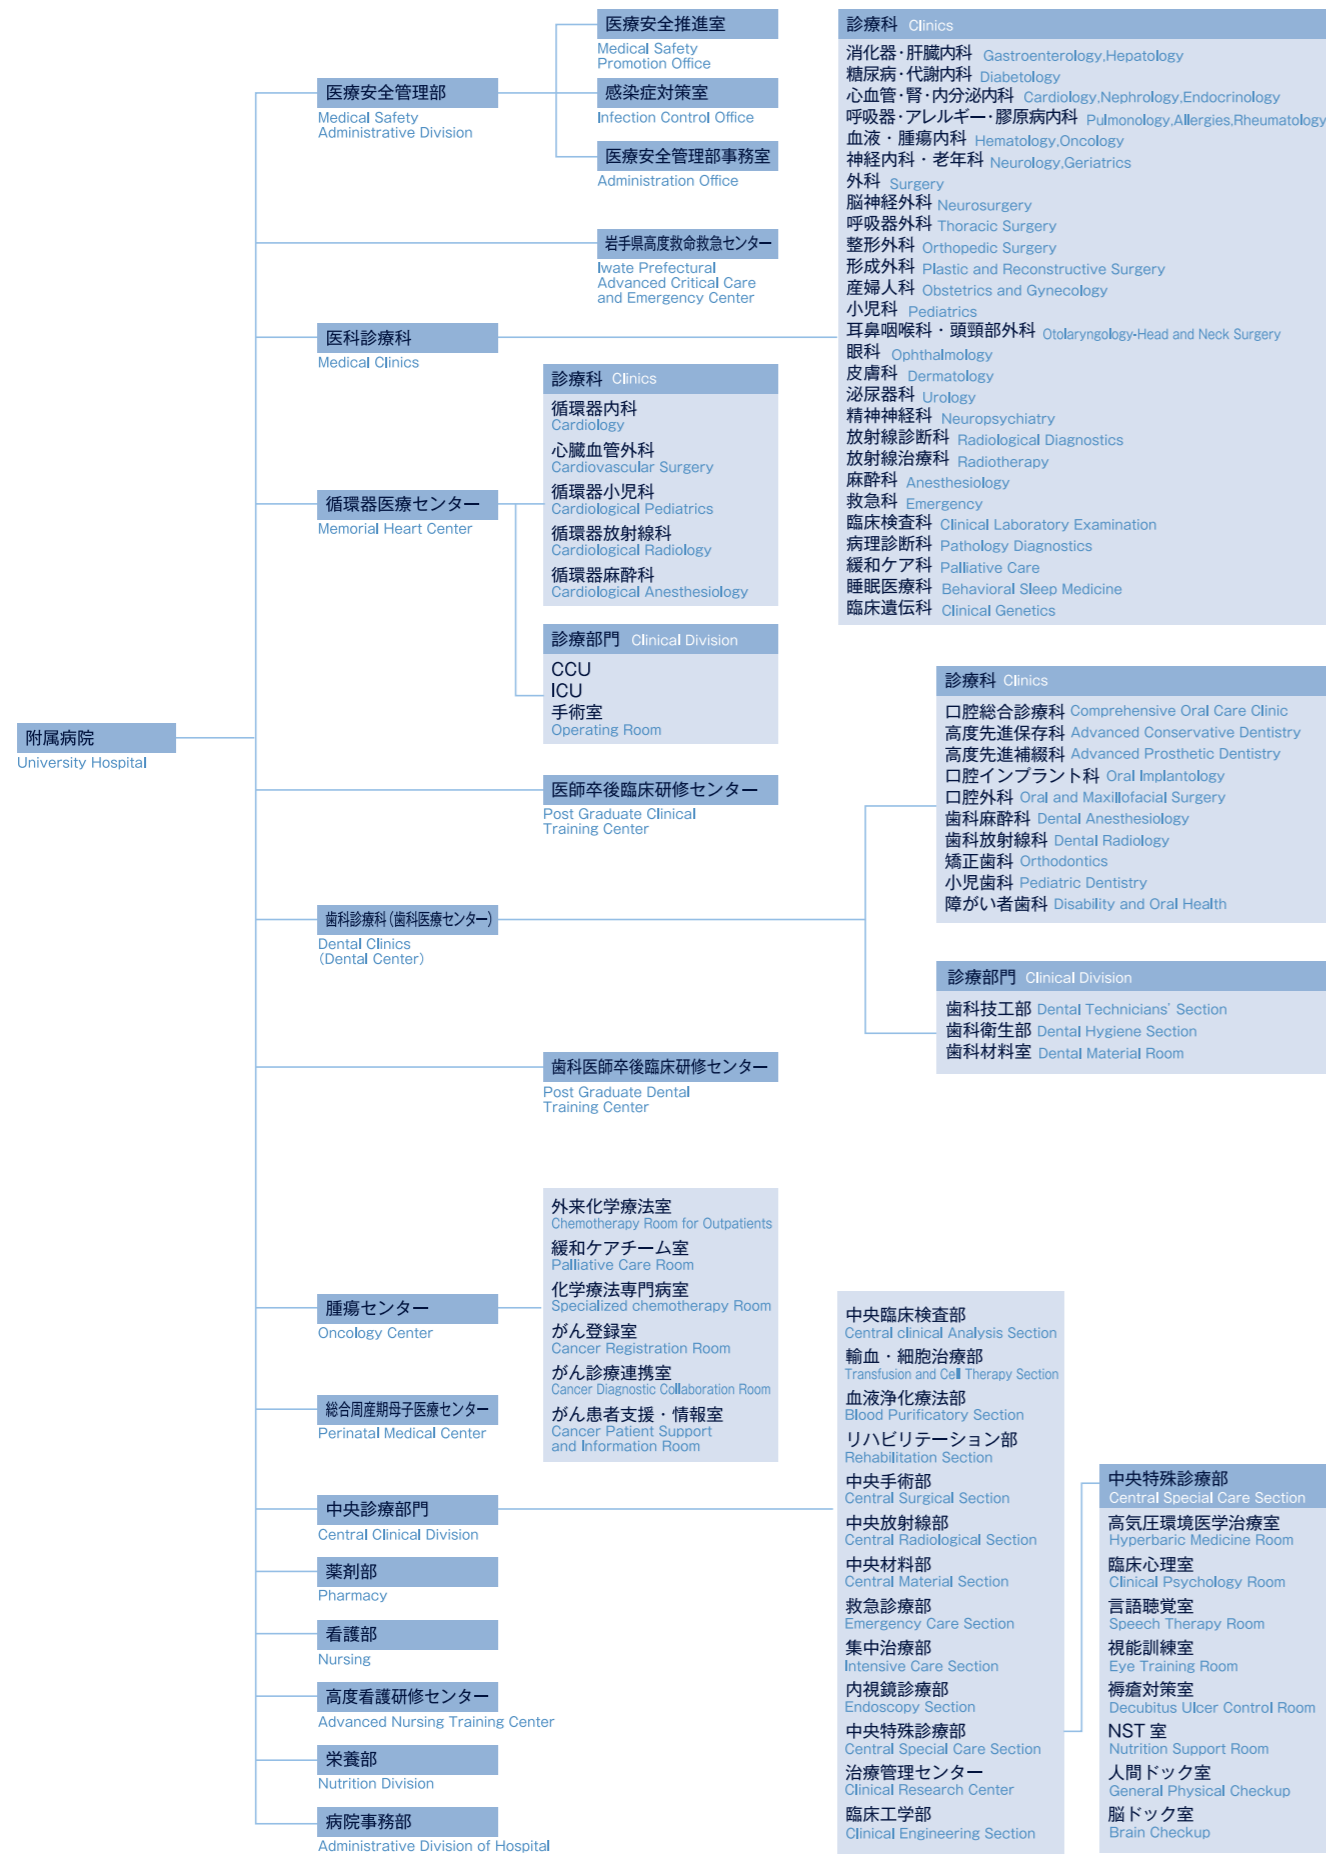 附属病院
University Hospital
医療安全管理部
Medical Safety
Administrative Division
医療安全推進室
Medical Safety
Promotion Office
感染症対策室
Infection Control Office
医療安全管理部事務室
Administration Office
岩手県高度救命救急センター
Iwate Prefectural
Advanced Critical Care
and Emergency Center
医科診療科
Medical Clinics
診療科 Clinics
消化器・肝臓内科 Gastroenterology,Hepatology
糖尿病・代謝内科 Diabetology
心血管・腎・内分泌内科 Cardiology,Nephrology,Endocrinology
呼吸器・アレルギー・膠原病内科 Pulmonology,Allergies,Rheumatology
血液・腫瘍内科 Hematology,Oncology
神経内科・老年科 Neurology,Geriatrics
外科 Surgery
脳神経外科 Neurosurgery
呼吸器外科 Thoracic Surgery
整形外科 Orthopedic Surgery
形成外科 Plastic and Reconstructive Surgery
産婦人科 Obstetrics and Gynecology
小児科 Pediatrics
耳鼻咽喉科・頭頸部外科 Otolaryngology-Head and Neck Surgery
眼科 Ophthalmology
皮膚科 Dermatology
泌尿器科 Urology
精神神経科 Neuropsychiatry
放射線診断科 Radiological Diagnostics
放射線治療科 Radiotherapy
麻酔科 Anesthesiology
救急科 Emergency
臨床検査科 Clinical Laboratory Examination
病理診断科 Pathology Diagnostics
緩和ケア科 Palliative Care
睡眠医療科 Behavioral Sleep Medicine
臨床遺伝科 Clinical Genetics
循環器医療センター
Memorial Heart Center
診療科 Clinics
循環器内科
Cardiology
心臓血管外科
Cardiovascular Surgery
循環器小児科
Cardiological Pediatrics
循環器放射線科
Cardiological Radiology
循環器麻酔科
Cardiological Anesthesiology
診療部門 Clinical Division
CCU
ICU
手術室
Operating Room
医師卒後臨床研修センター
Post Graduate Clinical
Training Center
歯科診療科(歯科医療センター)
Dental Clinics
(Dental Center)
診療科 Clinics
口腔総合診療科 Comprehensive Oral Care Clinic
高度先進保存科 Advanced Conservative Dentistry
高度先進補綴科 Advanced Prosthetic Dentistry
口腔インプラント科 Oral Implantology
口腔外科 Oral and Maxillofacial Surgery
歯科麻酔科 Dental Anesthesiology
歯科放射線科 Dental Radiology
矯正歯科 Orthodontics
小児歯科 Pediatric Dentistry
障がい者歯科 Disability and Oral Health
診療部門 Clinical Division
歯科技工部 Dental Technicians' Section
歯科衛生部 Dental Hygiene Section
歯科材料室 Dental Material Room
歯科医師卒後臨床研修センター
Post Graduate Dental
Training Center
腫瘍センター
Oncology Center
外来化学療法室
Chemotherapy Room for Outpatients
緩和ケアチーム室
Palliative Care Room
化学療法専門病室
Specialized chemotherapy Room
がん登録室
Cancer Registration Room
がん診療連携室
Cancer Diagnostic Collaboration Room
がん患者支援・情報室
Cancer Patient Support
and Information Room
総合周産期母子医療センター
Perinatal Medical Center
中央診療部門
Central Clinical Division
中央臨床検査部
Central clinical Analysis Section
輸血・細胞治療部
Transfusion and Cell Therapy Section
血液浄化療法部
Blood Purificatory Section
リハビリテーション部
Rehabilitation Section
中央手術部
Central Surgical Section
中央放射線部
Central Radiological Section
中央材料部
Central Material Section
救急診療部
Emergency Care Section
集中治療部
Intensive Care Section
内視鏡診療部
Endoscopy Section
中央特殊診療部
Central Special Care Section
治療管理センター
Clinical Research Center
臨床工学部
Clinical Engineering Section
中央特殊診療部
Central Special Care Section
高気圧環境医学治療室
Hyperbaric Medicine Room
臨床心理室
Clinical Psychology Room
言語聴覚室
Speech Therapy Room
視能訓練室
Eye Training Room
褥瘡対策室
Decubitus Ulcer Control Room
NST 室
Nutrition Support Room
人間ドック室
General Physical Checkup
脳ドック室
Brain Checkup
薬剤部
Pharmacy
看護部
Nursing
高度看護研修センター
Advanced Nursing Training Center
栄養部
Nutrition Division
病院事務部
Administrative Division of Hospital